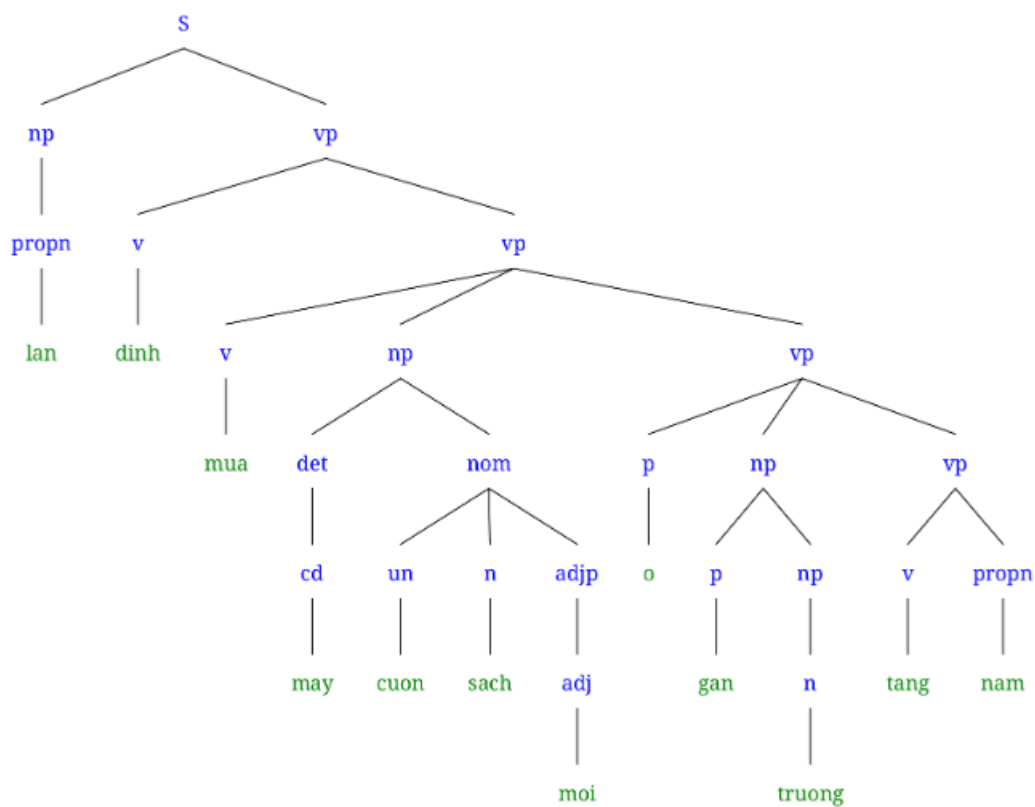 S
np vp
propn v vp
lan dinh v np vp
mua det nom p np vp
cd un n adjp o p np v propn
may cuon sach adj gan n tang nam
moi truong